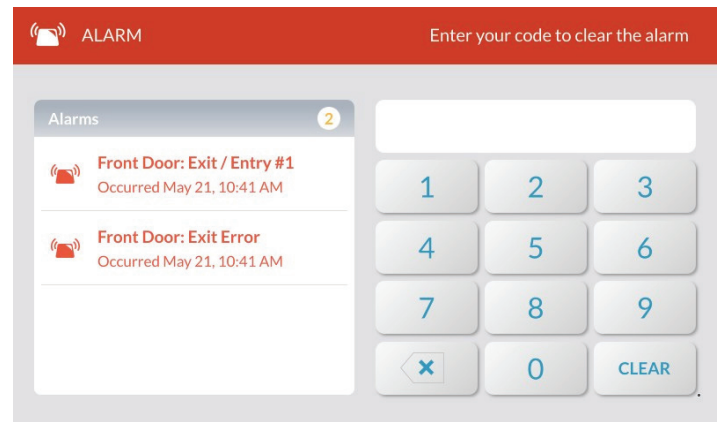 ALARM
Enter your code to clear the alarm
Alarms
2
Front Door: Exit / Entry #1
Occurred May 21, 10:41 AM
Front Door: Exit Error
Occurred May 21, 10:41 AM
1 2 3
4 5 6
7 8 9
0 CLEAR
.